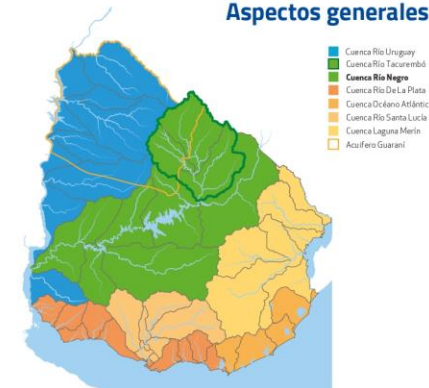 Aspectos generales
Cuenca Río Uruguay
Cuenca Río Tacurembó
Cuenca Río Negro
Cuenca Río De La Plata
Cuenca Océano Atlántic
Cuenca Río Santa Lucía
Cuenca Laguna Merín
Acuífero Guaraní